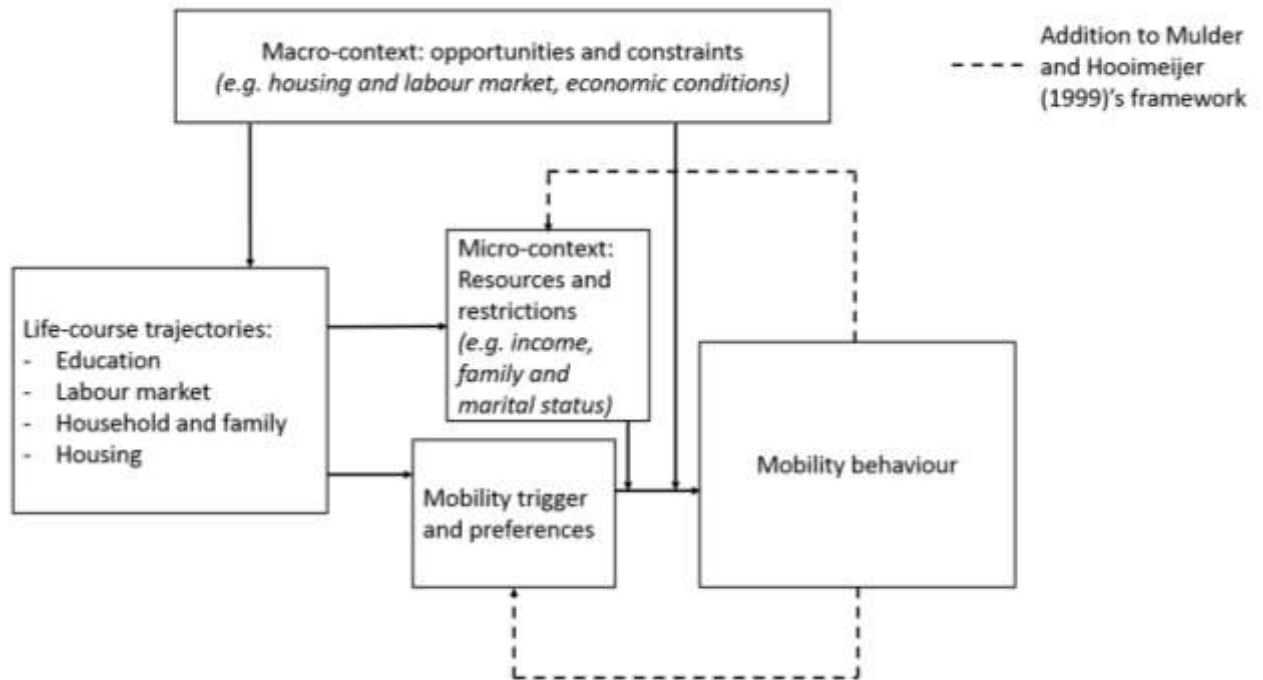 Macro-context: opportunities and constraints
(e.g. housing and labour market, economic conditions)
Addition to Mulder
and Hooimeijer
(1999)'s framework
Micro-context:
Resources and
restrictions
(e.g. income,
family and
marital status)
Life-course trajectories:
- Education
- Labour market
- Household and family
- Housing
Mobility trigger
and preferences
Mobility behaviour